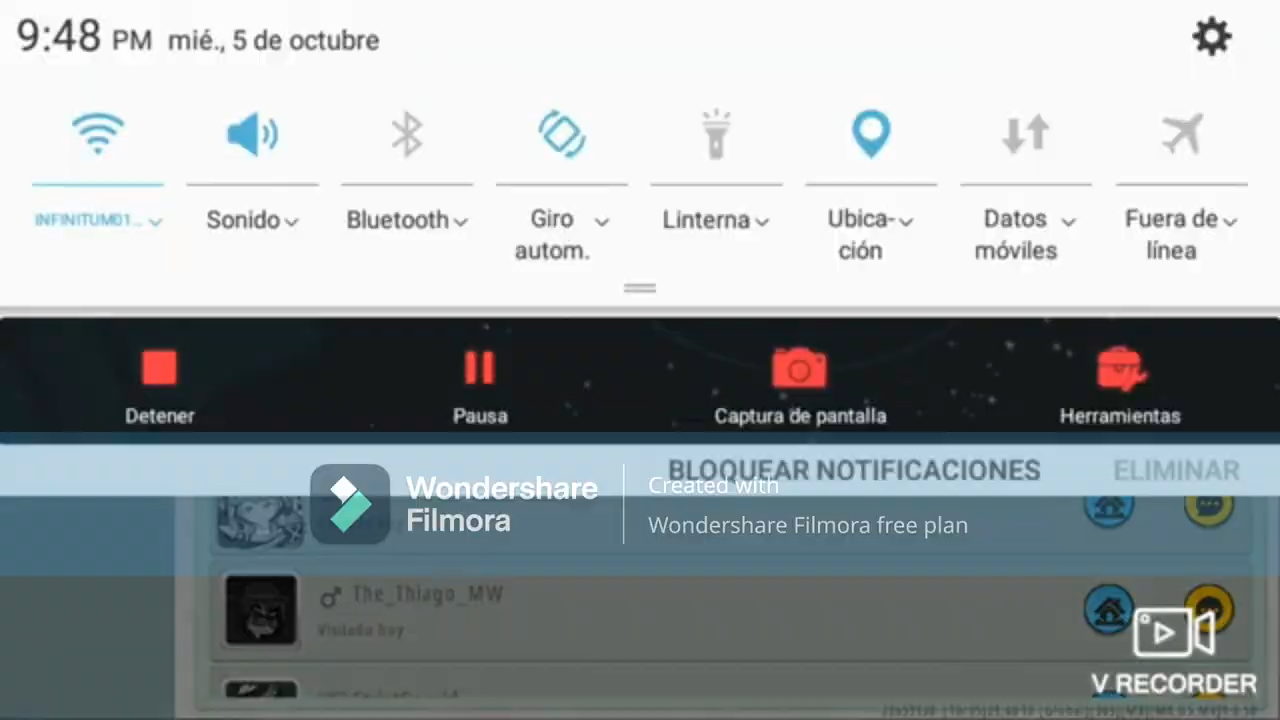 9:48 PM mié., 5 de octubre
INFINITUM01...
Sonido
Bluetooth
Giro
autom.
Linterna
Ubica-
ción
Datos
móviles
Fuera de
línea
Detener
Pausa
Captura de pantalla
Herramientas
BLOQUEAR NOTIFICACIONES
ELIMINAR
Wondershare
Filmora
Created with
Wondershare Filmora free plan
The_Thiago_MW
Visitado hoy
V RECORDER